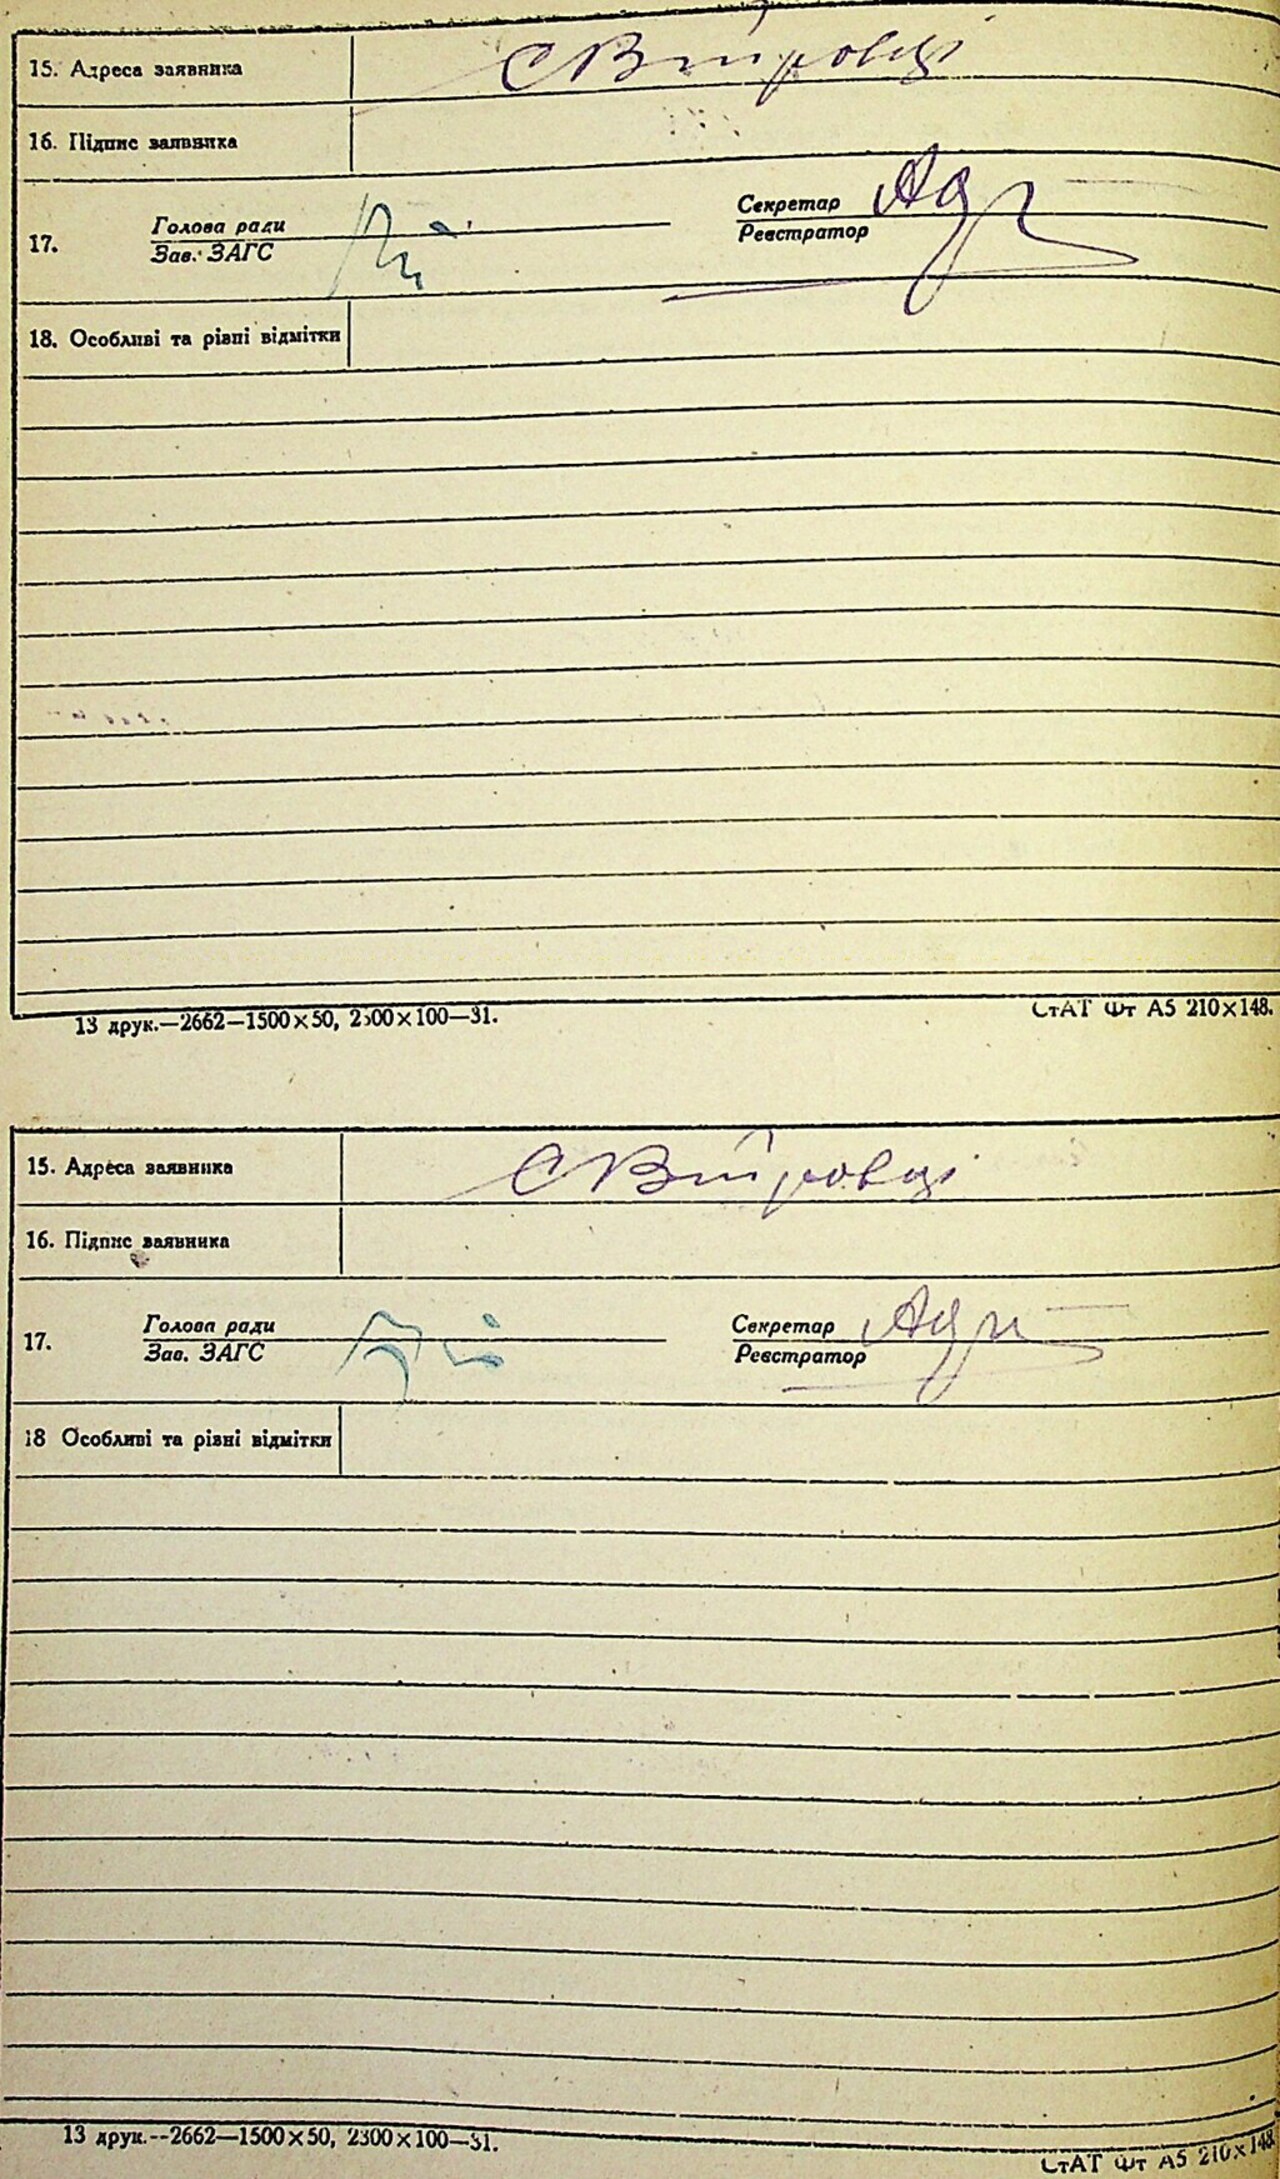 15. Адреса заявника
16. Підпис заявника
17. Голова ради Секретар
Зав. ЗАГС Реєстратор
18. Особливі та рівні відмітки
13 друк.—2662—1500×50, 2300×100—31. СтАТ Фт А5 210×148.
15. Адреса заявника
16. Підпис заявника
17. Голова ради Секретар
Зав. ЗАГС Реєстратор
18 Особливі та рівні відмітки
13 друк.--2662—1500×50, 2300×100—31. СтАТ Фт А5 210×148